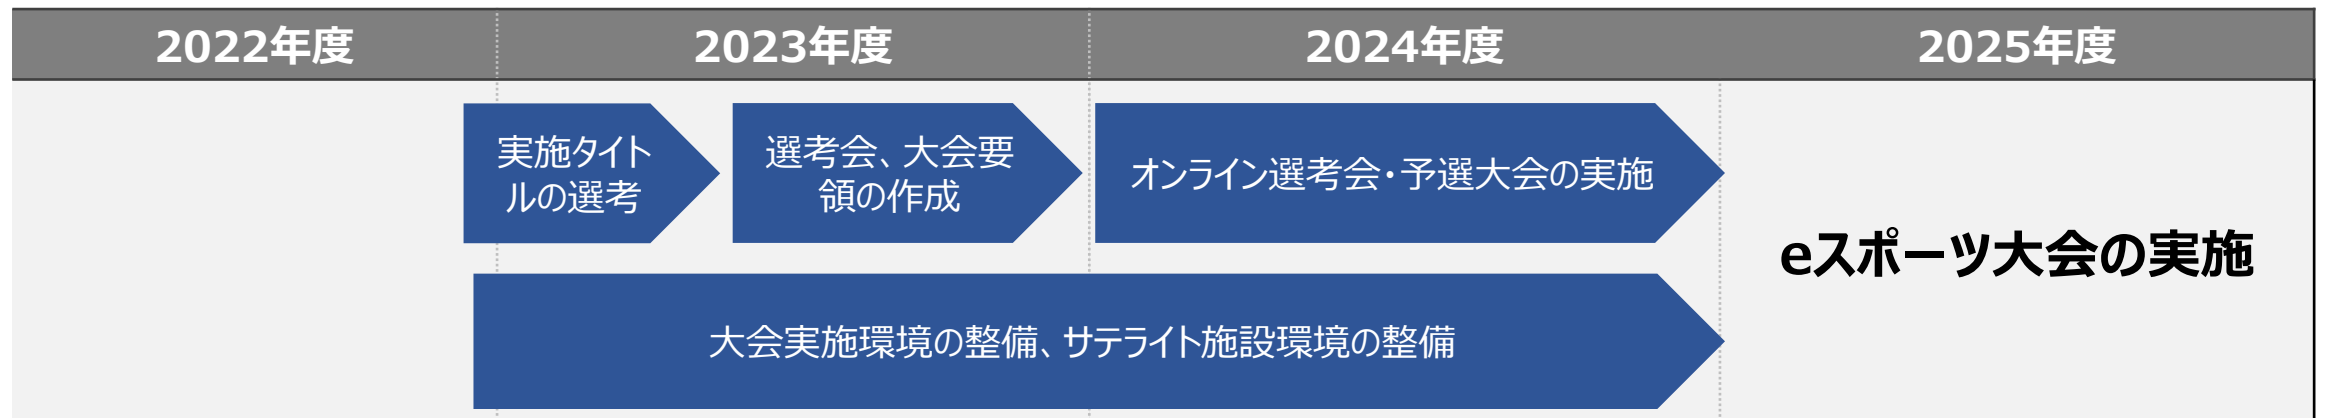 2022年度 2023年度 2024年度 2025年度
実施タイト
ルの選考
選考会、大会要
領の作成
オンライン選考会・予選大会の実施
eスポーツ大会の実施
大会実施環境の整備、サテライト施設環境の整備